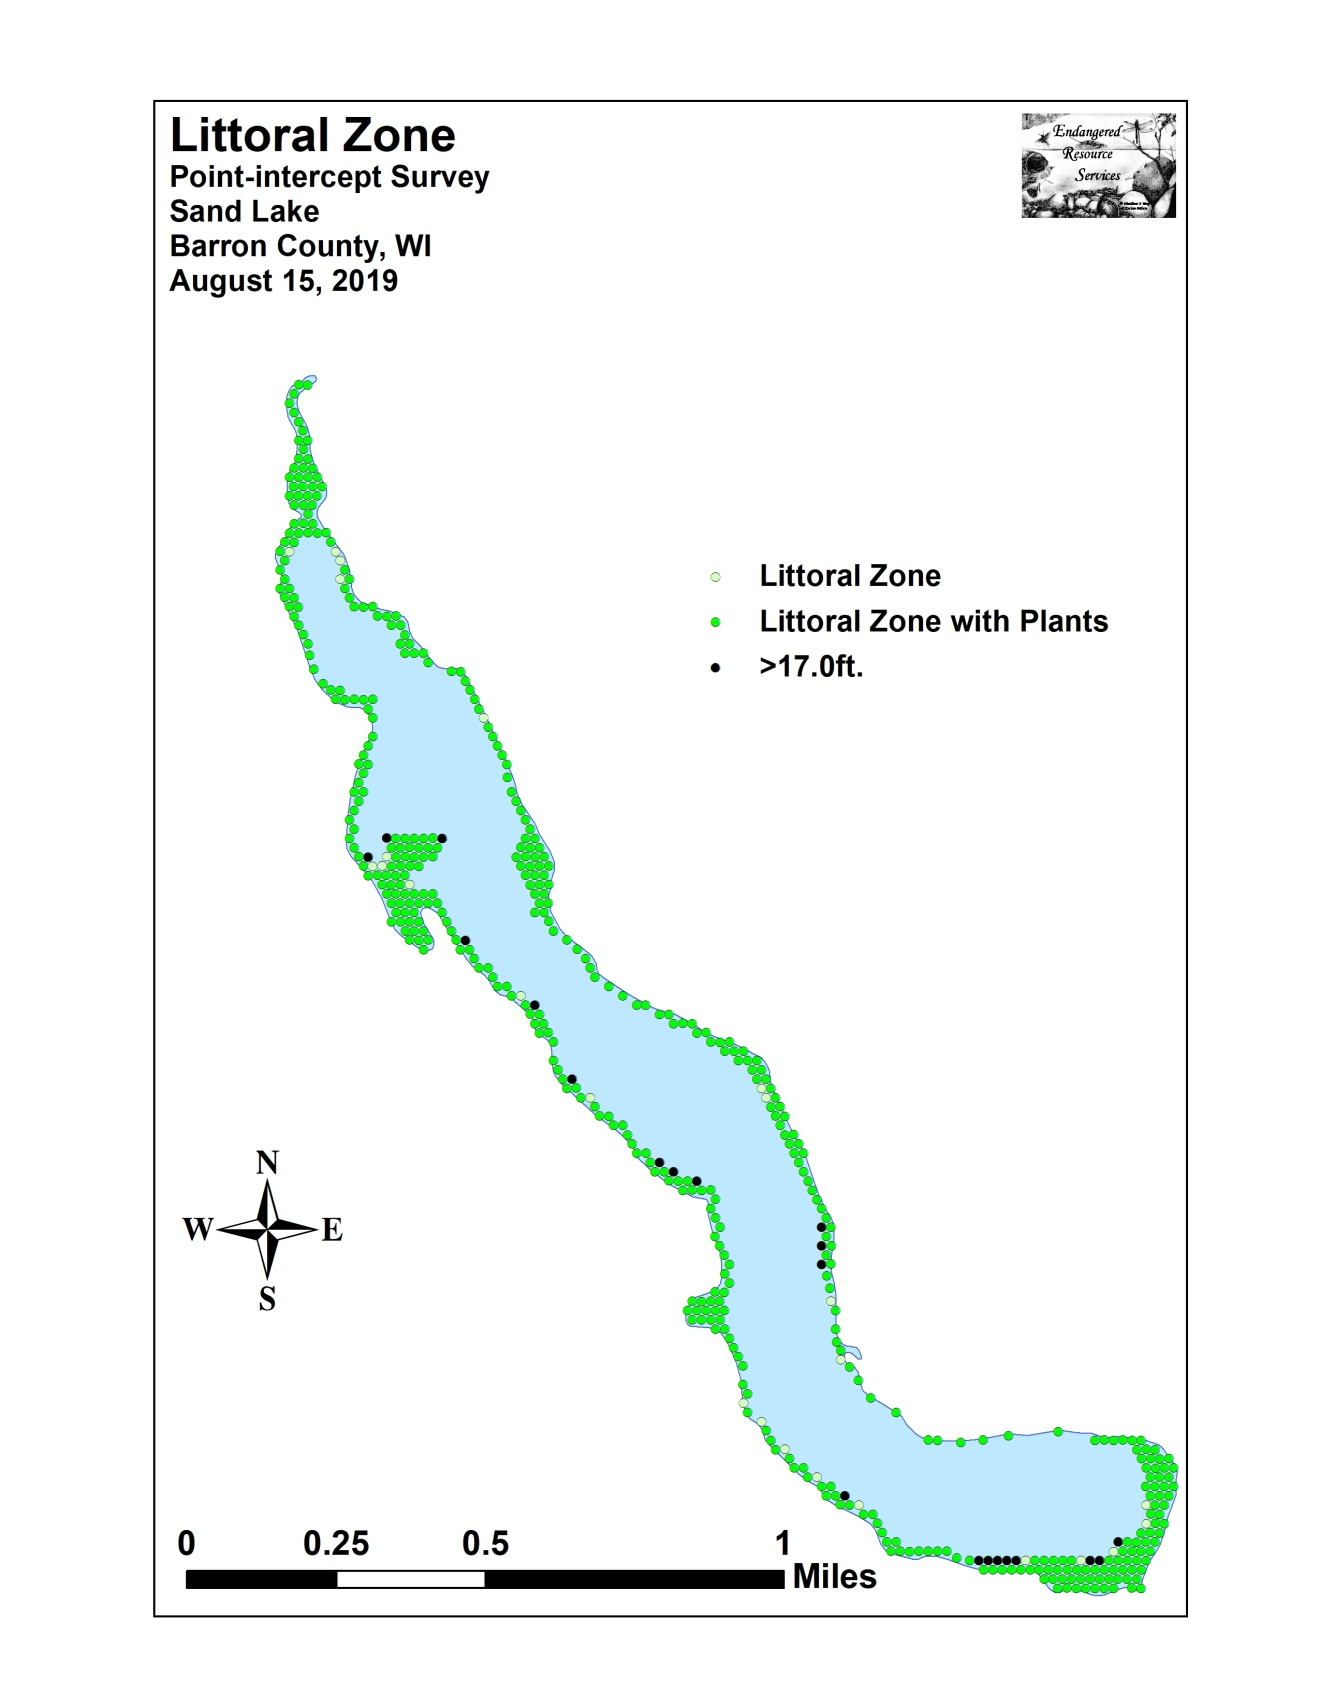 Littoral Zone
Point-intercept Survey
Sand Lake
Barron County, WI
August 15, 2019
Endangered
Resource
Services
Littoral Zone
Littoral Zone with Plants
>17.0ft.
N
W E
S
0 0.25 0.5 1
Miles